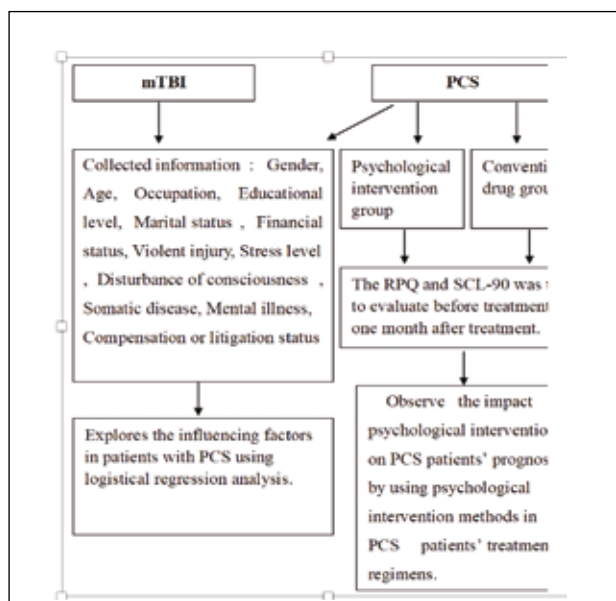 mTBI
PCS
Collected information : Gender,
Age, Occupation, Educational
level, Marital status , Financial
status, Violent injury, Stress level
, Disturbance of consciousness ,
Somatic disease, Mental illness,
Compensation or litigation status
Psychological
intervention
group
Conventi
drug grou
The RPQ and SCL-90 was
to evaluate before treatment
one month after treatment.
Explores the influencing factors
in patients with PCS using
logistical regression analysis.
Observe the impact
psychological interventio
on PCS patients' prognos
by using psychological
intervention methods in
PCS patients' treatmen
regimens.